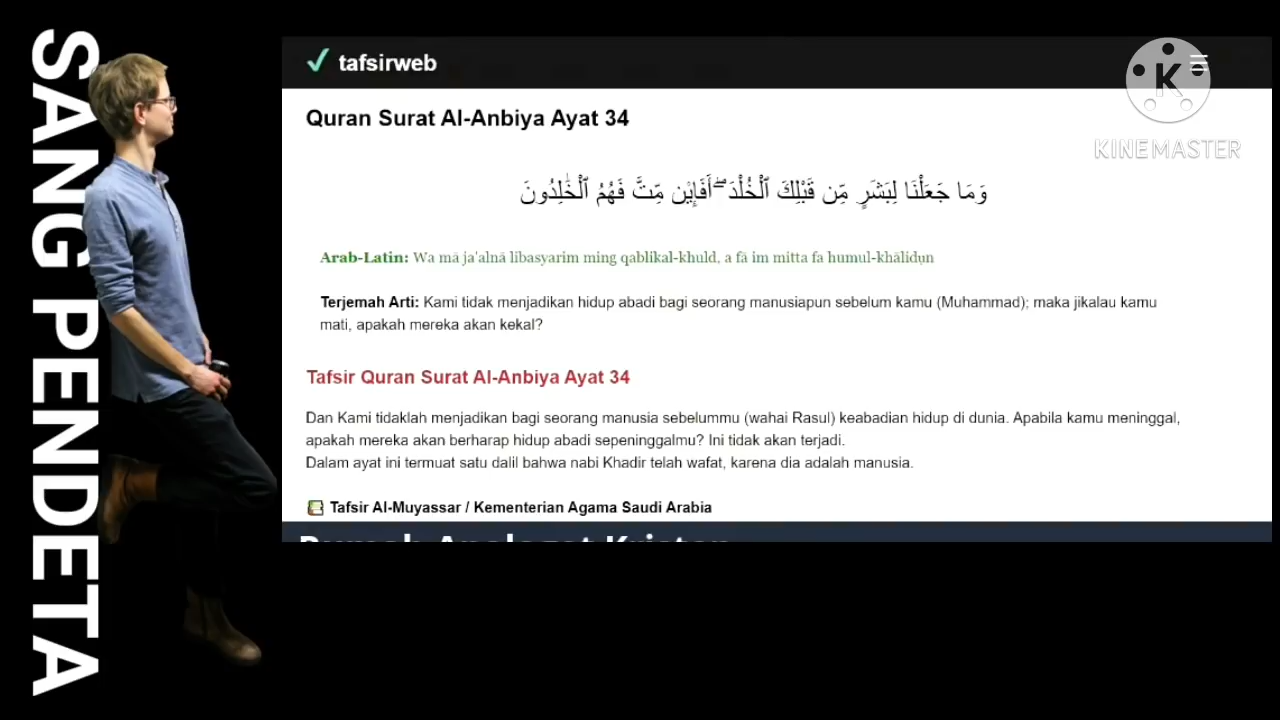 SANG PENDETA
tafsirweb
K
KINEMASTER
Quran Surat Al-Anbiya Ayat 34
وَمَا جَعَلْنَا لِبَشَرٍ مِّن قَبْلِكَ ٱلْخُلْدَ ۖ أَفَإِي۟ن مِّتَّ فَهُمُ ٱلْخَٰلِدُونَ
Arab-Latin: Wa mā ja'alnā libasyarim ming qablikal-khuld, a fā im mitta fa humul-khālidụn
Terjemah Arti: Kami tidak menjadikan hidup abadi bagi seorang manusiapun sebelum kamu (Muhammad); maka jikalau kamu
mati, apakah mereka akan kekal?
Tafsir Quran Surat Al-Anbiya Ayat 34
Dan Kami tidaklah menjadikan bagi seorang manusia sebelummu (wahai Rasul) keabadian hidup di dunia. Apabila kamu meninggal,
apakah mereka akan berharap hidup abadi sepeninggalmu? Ini tidak akan terjadi.
Dalam ayat ini termuat satu dalil bahwa nabi Khadir telah wafat, karena dia adalah manusia.
Tafsir Al-Muyassar / Kementerian Agama Saudi Arabia